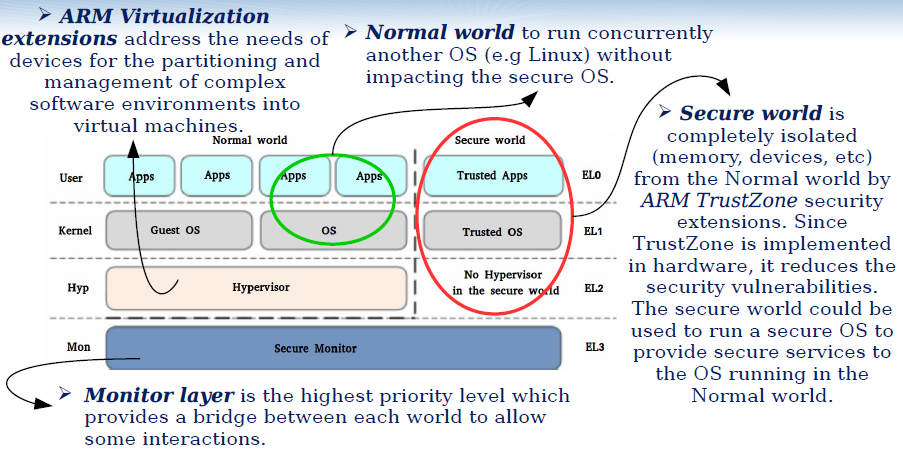 ➢ ARM Virtualization
extensions address the needs of
devices for the partitioning and
management of complex
software environments into
virtual machines.
➢ Normal world to run concurrently
another OS (e.g Linux) without
impacting the secure OS.
➢ Secure world is
completely isolated
(memory, devices, etc)
from the Normal world by
ARM TrustZone security
extensions. Since
TrustZone is implemented
in hardware, it reduces the
security vulnerabilities.
The secure world could be
used to run a secure OS to
provide secure services to
the OS running in the
Normal world.
Normal world Secure world
User Apps Apps Apps Apps Trusted Apps EL0
Kernel Guest OS OS Trusted OS EL1
Hyp Hypervisor No Hypervisor
in the secure world EL2
Mon Secure Monitor EL3
➢ Monitor layer is the highest priority level which
provides a bridge between each world to allow
some interactions.